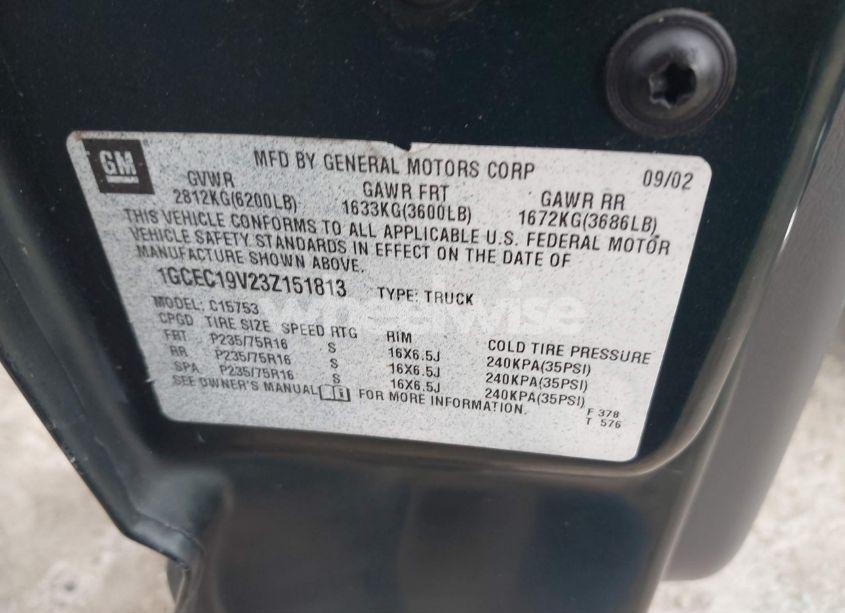 GM
MFD BY GENERAL MOTORS CORP 09/02
GVWR GAWR FRT GAWR RR
2812KG(6200LB) 1633KG(3600LB) 1672KG(3686LB)
THIS VEHICLE CONFORMS TO ALL APPLICABLE U.S. FEDERAL MOTOR
VEHICLE SAFETY STANDARDS IN EFFECT ON THE DATE OF
MANUFACTURE SHOWN ABOVE.
1GCEC19V23Z151813 TYPE: TRUCK
MODEL: C15753
CPGD TIRE SIZE SPEED RTG RIM COLD TIRE PRESSURE
FRT P235/75R16 S 16X6.5J 240KPA(35PSI)
RR P235/75R16 S 16X6.5J 240KPA(35PSI)
SPA P235/75R16 S 16X6.5J 240KPA(35PSI)
SEE OWNER'S MANUAL FOR MORE INFORMATION.
F 378
T 576
wheelwise